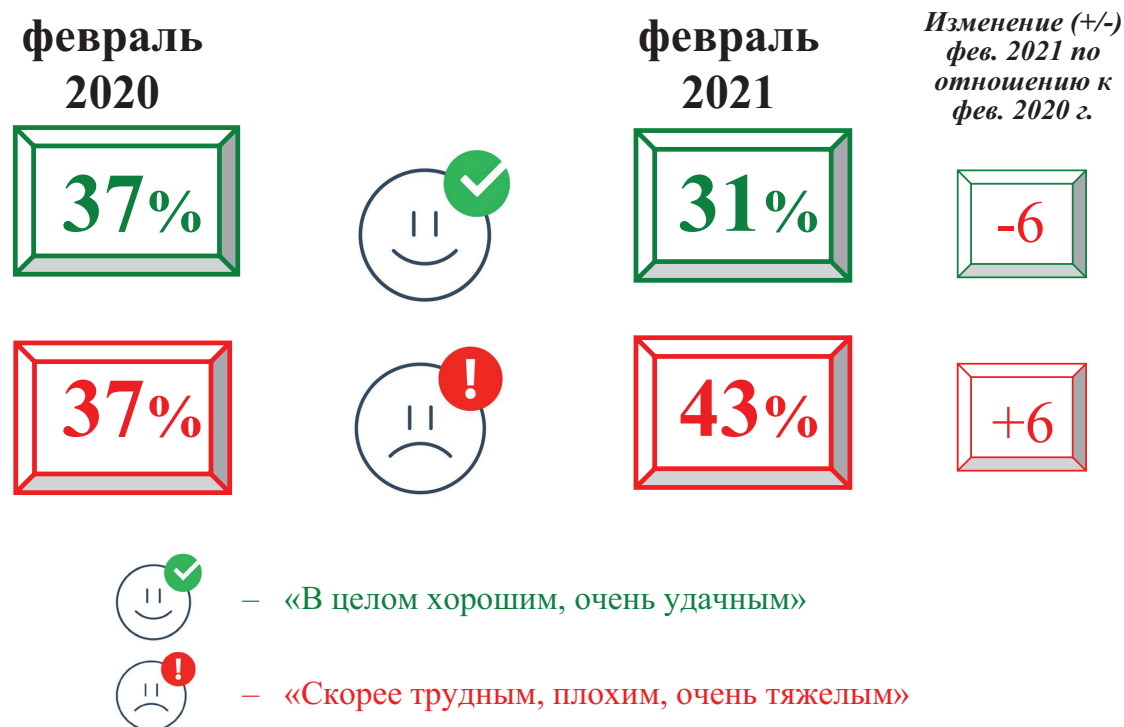 февраль
2020
февраль
2021
Изменение (+/-)
фев. 2021 по
отношению к
фев. 2020 г.
37%
31%
-6
37%
!
43%
+6
– «В целом хорошим, очень удачным»
!
– «Скорее трудным, плохим, очень тяжелым»